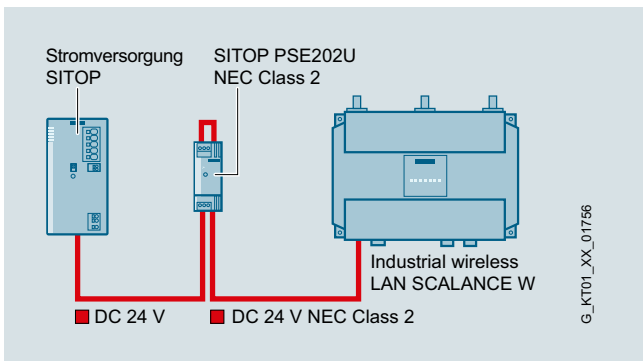 Stromversorgung
SITOP
SITOP PSE202U
NEC Class 2
Industrial wireless
LAN SCALANCE W
DC 24 V
DC 24 V NEC Class 2
G_KT01_XX_01756